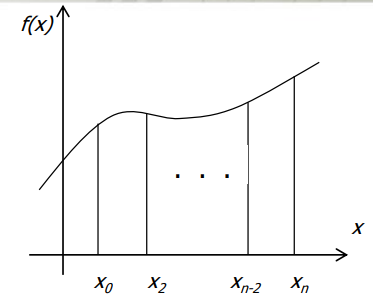 f(x)
. . .
x
x₀ x₂ xₙ₋₂ xₙ